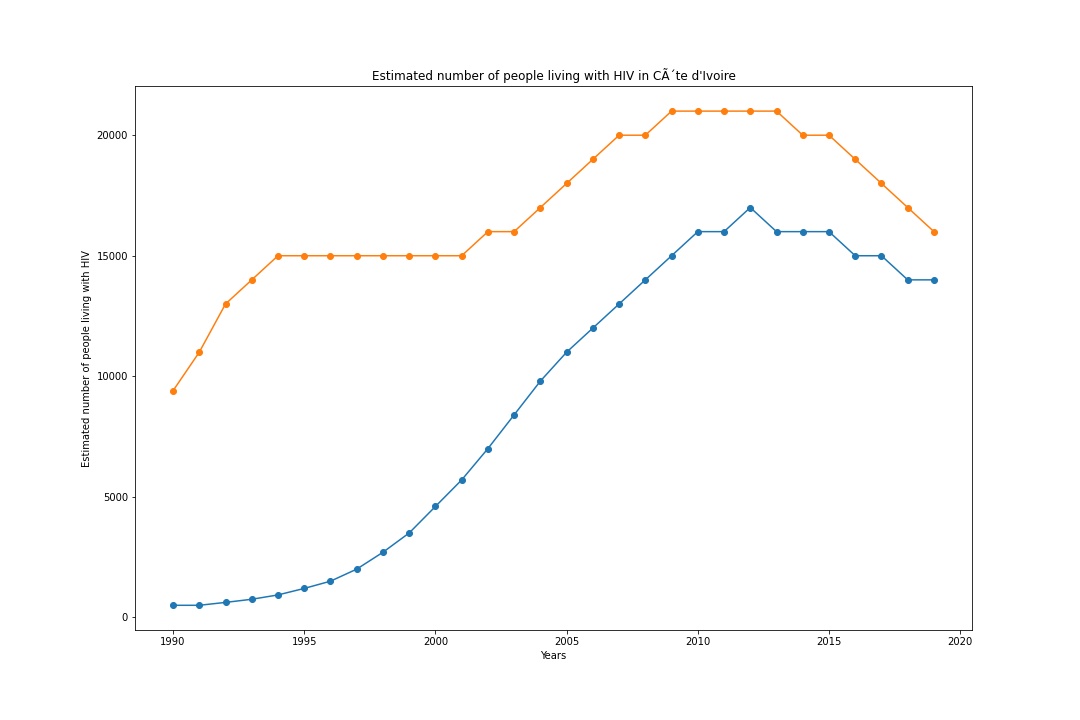 Estimated number of people living with HIV in CÃ´te d'Ivoire
Estimated number of people living with HIV
20000
15000
10000
5000
0
1990 1995 2000 2005 2010 2015 2020
Years